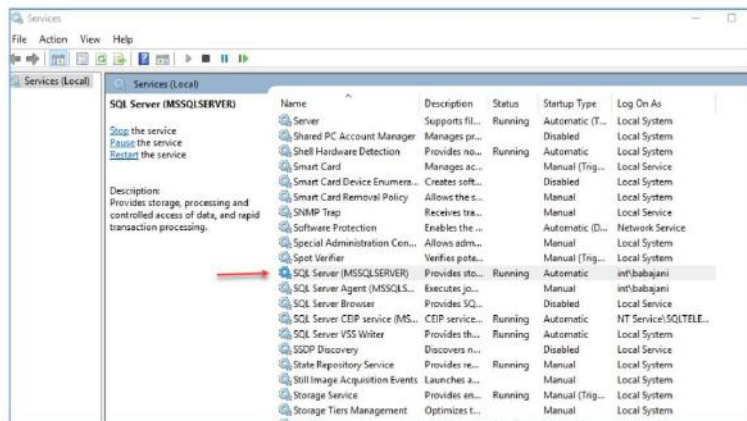 Services
File Action View Help
Services (Local)
Services (Local)
SQL Server (MSSQLSERVER)
Stop the service
Pause the service
Restart the service
Description:
Provides storage, processing and
controlled access of data, and rapid
transaction processing.
Name Description Status Startup Type Log On As
Server Supports fil... Running Automatic (T... Local System
Shared PC Account Manager Manages pr... Disabled Local System
Shell Hardware Detection Provides no... Running Automatic Local System
Smart Card Manages ac... Manual (Trig... Local Service
Smart Card Device Enumera... Creates soft... Disabled Local System
Smart Card Removal Policy Allows the s... Manual Local System
SNMP Trap Receives tra... Manual Local Service
Software Protection Enables the ... Automatic (D... Network Service
Special Administration Con... Allows adm... Manual Local System
Spot Verifier Verifies pote... Manual (Trig... Local System
SQL Server (MSSQLSERVER) Provides sto... Running Automatic int\babajani
SQL Server Agent (MSSQLS... Executes jo... Manual int\babajani
SQL Server Browser Provides SQ... Disabled Local Service
SQL Server CEIP service (MS... CEIP service... Running Automatic NT Service\SQLTELE...
SQL Server VSS Writer Provides th... Running Automatic Local System
SSDP Discovery Discovers n... Disabled Local Service
State Repository Service Provides re... Running Manual Local System
Still Image Acquisition Events Launches a... Manual Local System
Storage Service Provides en... Running Manual (Trig... Local System
Storage Tiers Management Optimizes t... Manual Local System